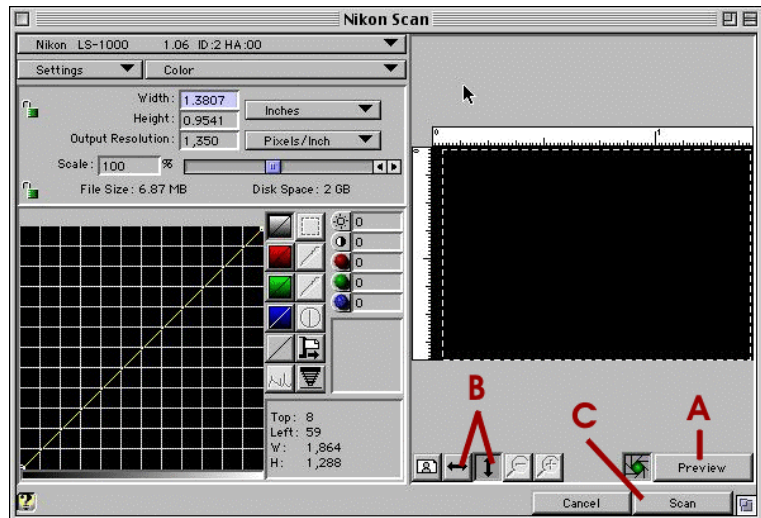 Nikon Scan
Nikon LS-1000 1.06 ID:2 HA:00
Settings Color
Width: 1.3807 Inches
Height: 0.9541
Output Resolution: 1,350 Pixels/Inch
Scale: 100 %
File Size: 6.87 MB Disk Space: 2 GB
0
0
0
0
0
Top: 8
Left: 59
W: 1,864
H: 1,288
0 1
0
B
C
A
Preview
Cancel Scan
?